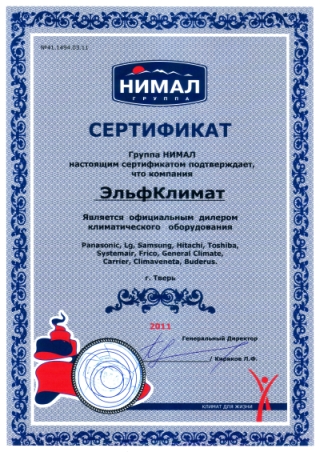 №41.1494.03.11
НИМАЛ
ГРУППА
СЕРТИФИКАТ
Группа НИМАЛ
настоящим сертификатом подтверждает,
что компания
ЭльфКлимат
Является официальным дилером
климатического оборудования
Panasonic, Lg, Samsung, Hitachi, Toshiba,
Systemair, Frico, General Climate,
Carrier, Climaveneta, Buderus.
г. Тверь
2011
Генеральный Директор
/ Киряков Л.Ф.
КЛИМАТ ДЛЯ ЖИЗНИ